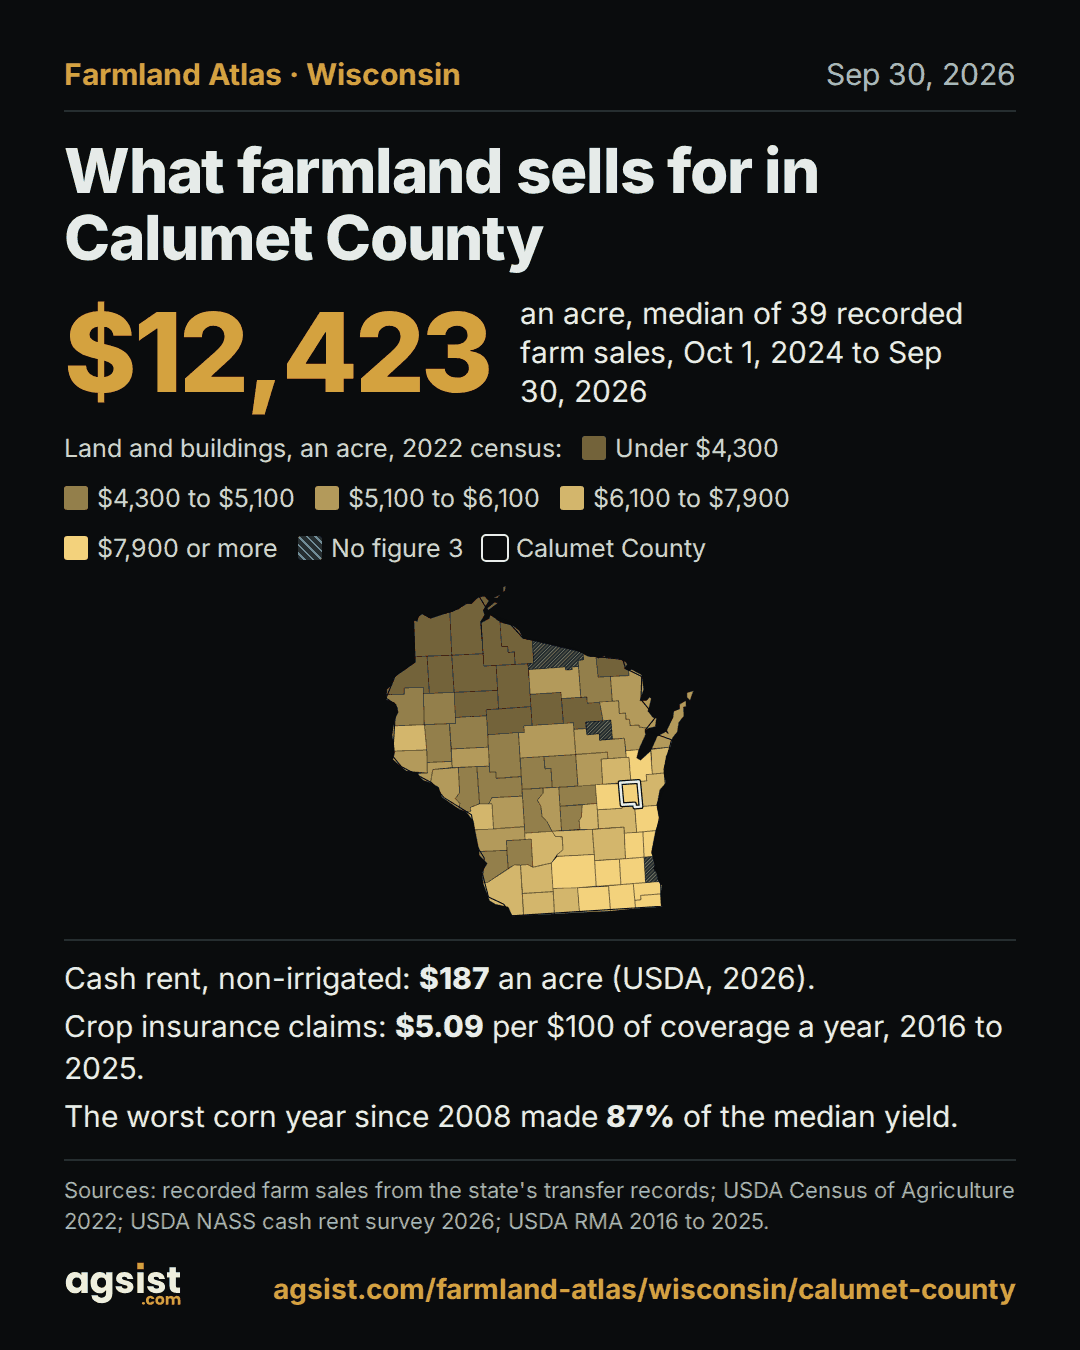 Farmland Atlas · Wisconsin
Sep 30, 2026
What farmland sells for in
Calumet County
$12,423
an acre, median of 39 recorded
farm sales, Oct 1, 2024 to Sep
30, 2026
Land and buildings, an acre, 2022 census: Under $4,300
$4,300 to $5,100 $5,100 to $6,100 $6,100 to $7,900
$7,900 or more No figure 3 Calumet County
Cash rent, non-irrigated: $187 an acre (USDA, 2026).
Crop insurance claims: $5.09 per $100 of coverage a year, 2016 to
2025.
The worst corn year since 2008 made 87% of the median yield.
Sources: recorded farm sales from the state's transfer records; USDA Census of Agriculture
2022; USDA NASS cash rent survey 2026; USDA RMA 2016 to 2025.
agsist
.com
agsist.com/farmland-atlas/wisconsin/calumet-county